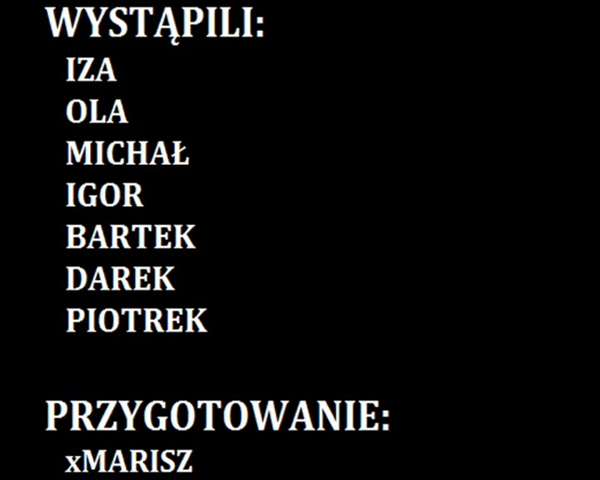 WYSTĄPILI:
IZA
OLA
MICHAŁ
IGOR
BARTEK
DAREK
PIOTREK
PRZYGOTOWANIE:
xMARISZ